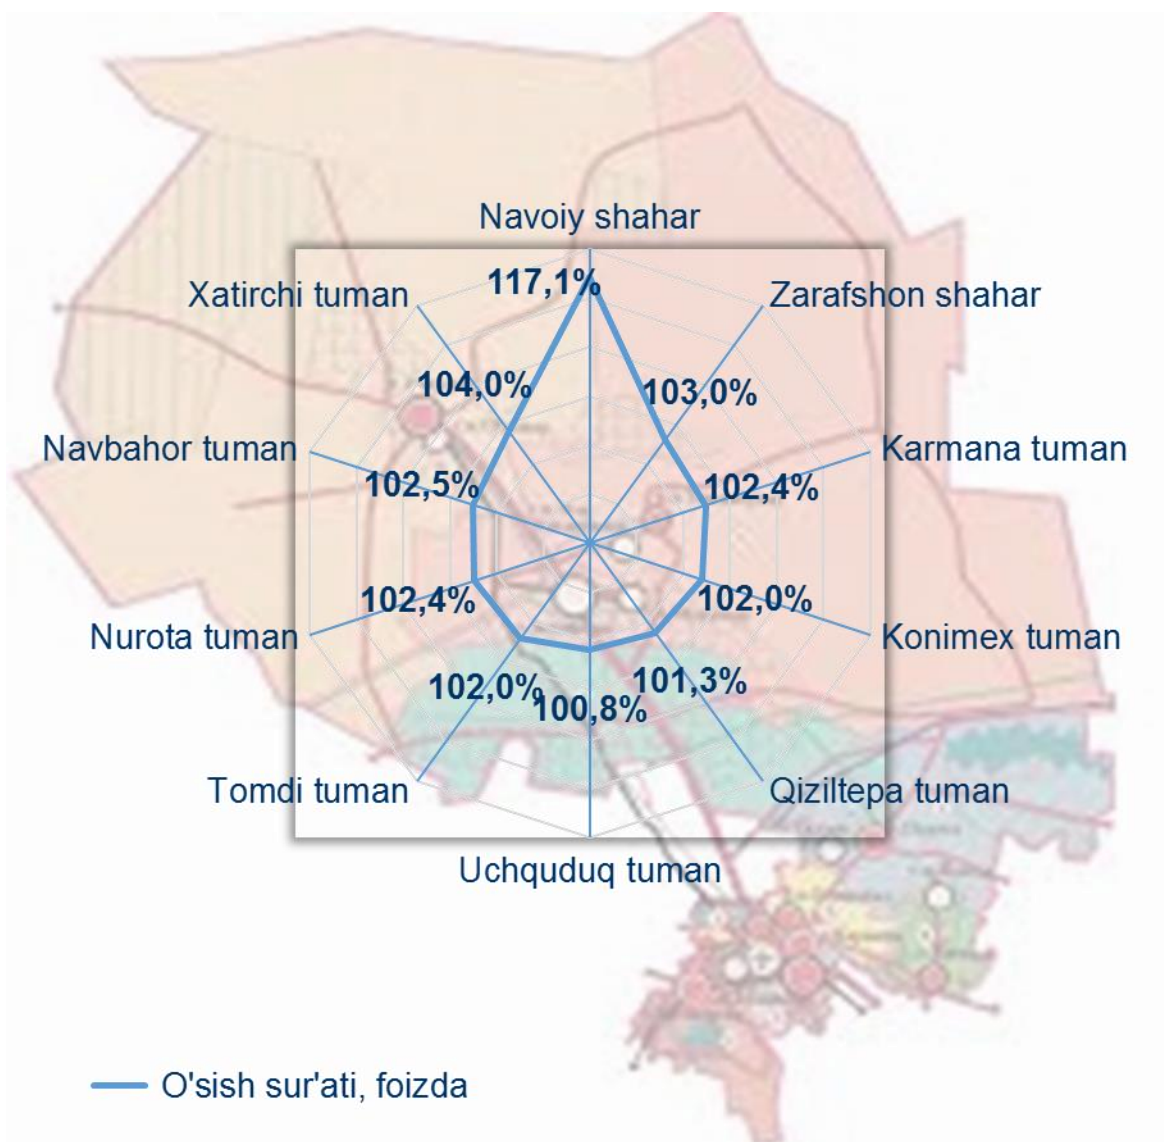 Navoiy shahar
117,1%
Xatirchi tuman
Zarafshon shahar
104,0%
103,0%
Navbahor tuman
Karmana tuman
102,5%
102,4%
102,4%
102,0%
Nurota tuman
Konimex tuman
102,0%
101,3%
100,8%
Tomdi tuman
Qiziltepa tuman
Uchquduq tuman
O'sish sur'ati, foizda